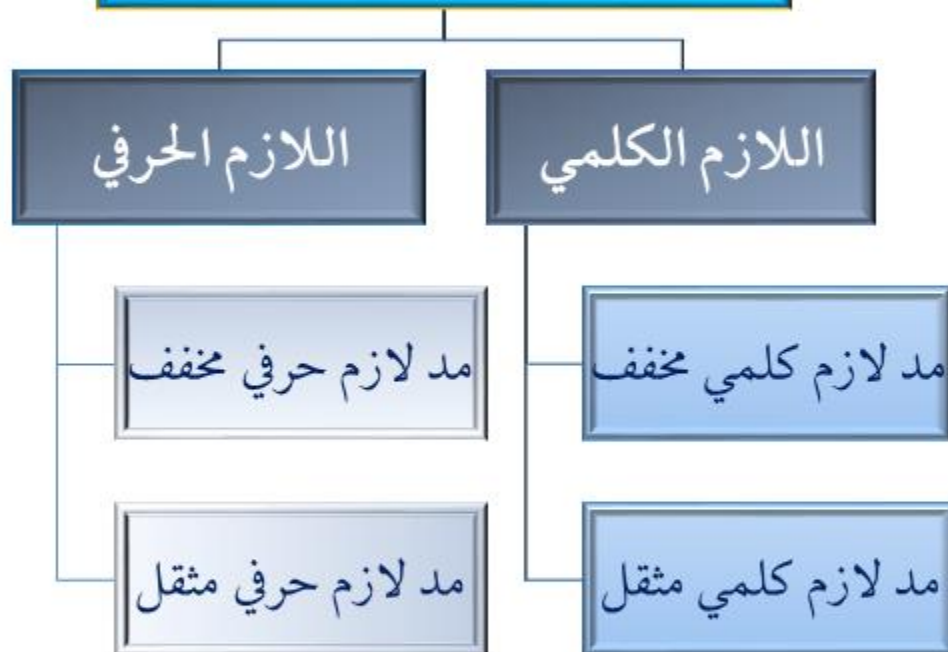 اللازم الكلمي
اللازم الحرفي
مد لازم كلمي مخفف
مد لازم حرفي مخفف
مد لازم كلمي مثقل
مد لازم حرفي مثقل